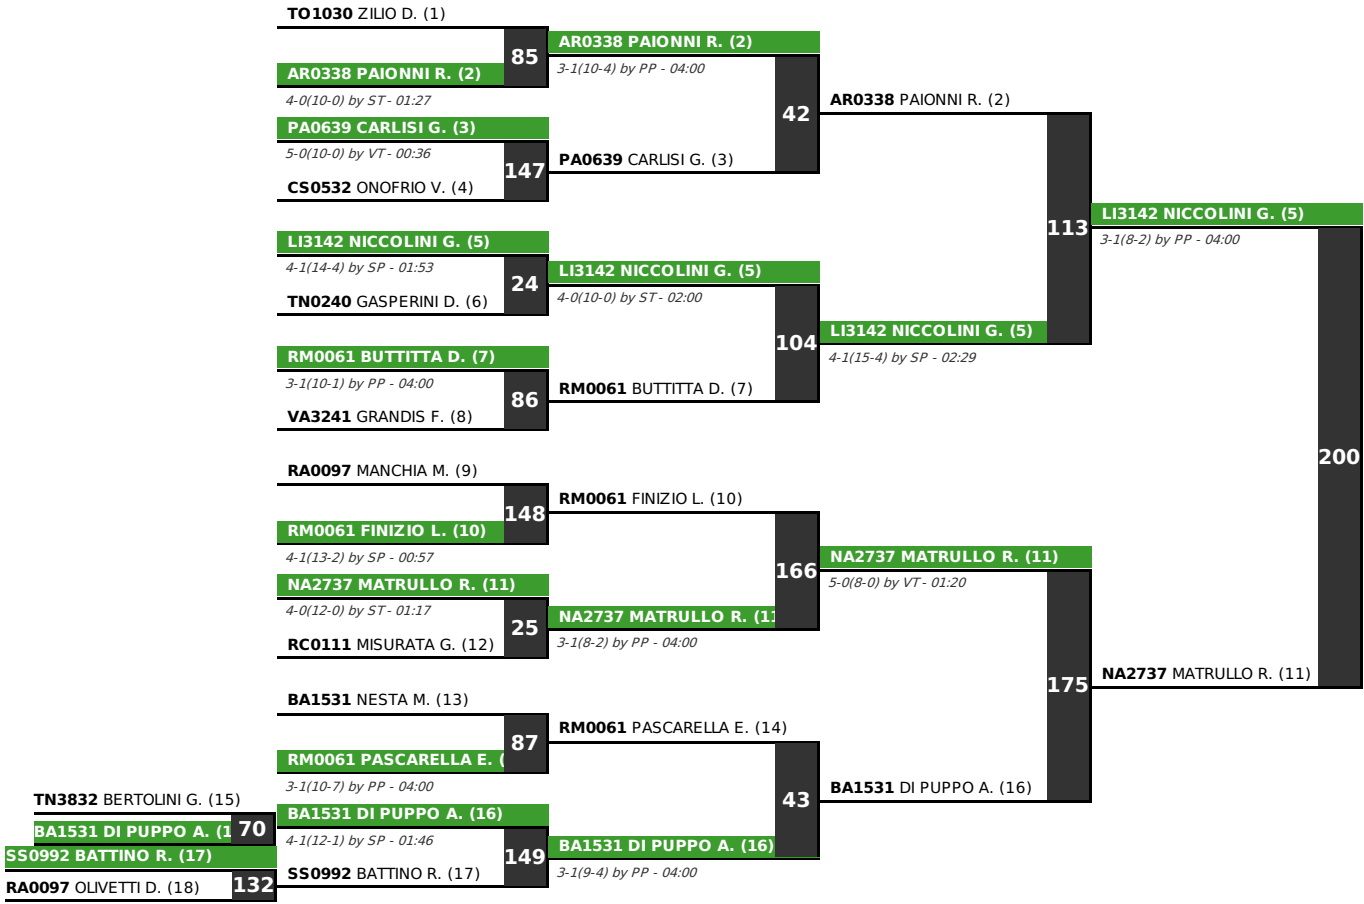 TO1030 ZILIO D. (1)
85
AR0338 PAIONNI R. (2)
4-0(10-0) by ST - 01:27
PA0639 CARLISI G. (3)
5-0(10-0) by VT - 00:36
147
CS0532 ONOFRIO V. (4)
LI3142 NICCOLINI G. (5)
4-1(14-4) by SP - 01:53
24
TN0240 GASPERINI D. (6)
RM0061 BUTTITTA D. (7)
3-1(10-1) by PP - 04:00
86
VA3241 GRANDIS F. (8)
RA0097 MANCHIA M. (9)
148
RM0061 FINIZIO L. (10)
4-1(13-2) by SP - 00:57
NA2737 MATRULLO R. (11)
4-0(12-0) by ST - 01:17
25
RC0111 MISURATA G. (12)
BA1531 NESTA M. (13)
87
RM0061 PASCARELLA E. (
3-1(10-7) by PP - 04:00
TN3832 BERTOLINI G. (15)
70
BA1531 DI PUPPO A. (1
SS0992 BATTINO R. (17)
132
RA0097 OLIVETTI D. (18)
BA1531 DI PUPPO A. (16)
4-1(12-1) by SP - 01:46
149
SS0992 BATTINO R. (17)
AR0338 PAIONNI R. (2)
3-1(10-4) by PP - 04:00
42
PA0639 CARLISI G. (3)
LI3142 NICCOLINI G. (5)
4-0(10-0) by ST - 02:00
104
RM0061 BUTTITTA D. (7)
RM0061 FINIZIO L. (10)
166
NA2737 MATRULLO R. (11
3-1(8-2) by PP - 04:00
RM0061 PASCARELLA E. (14)
43
BA1531 DI PUPPO A. (16)
3-1(9-4) by PP - 04:00
AR0338 PAIONNI R. (2)
113
LI3142 NICCOLINI G. (5)
4-1(15-4) by SP - 02:29
NA2737 MATRULLO R. (11)
5-0(8-0) by VT - 01:20
175
BA1531 DI PUPPO A. (16)
LI3142 NICCOLINI G. (5)
3-1(8-2) by PP - 04:00
200
NA2737 MATRULLO R. (11)